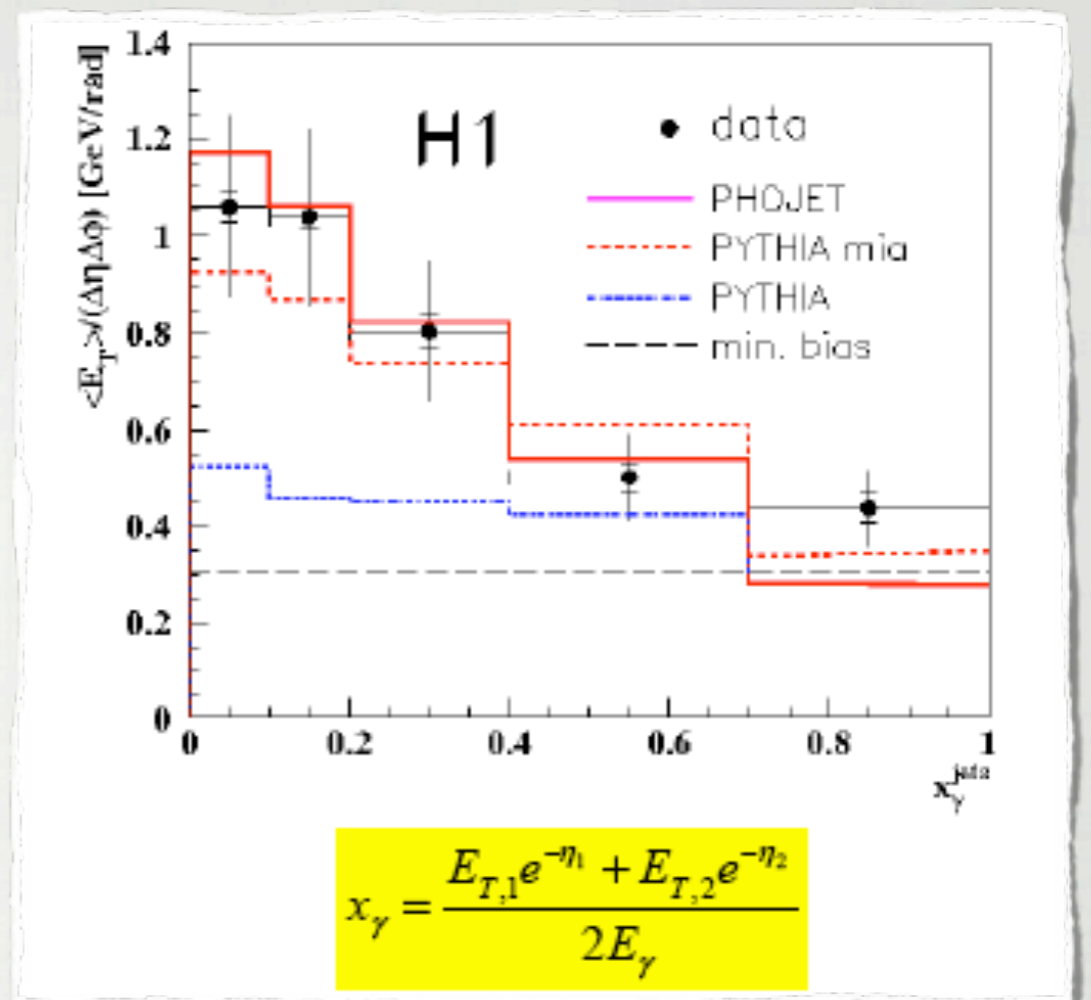 <E_T>/(ΔηΔϕ) [GeV/rad]
1.4
1.2
1
0.8
0.6
0.4
0.2
0
H1
data
PHOJET
PYTHIA mia
PYTHIA
min. bias
0 0.2 0.4 0.6 0.8 1
x_γ^jets
x_γ = (E_{T,1}e^{-η_1} + E_{T,2}e^{-η_2}) / 2E_γ